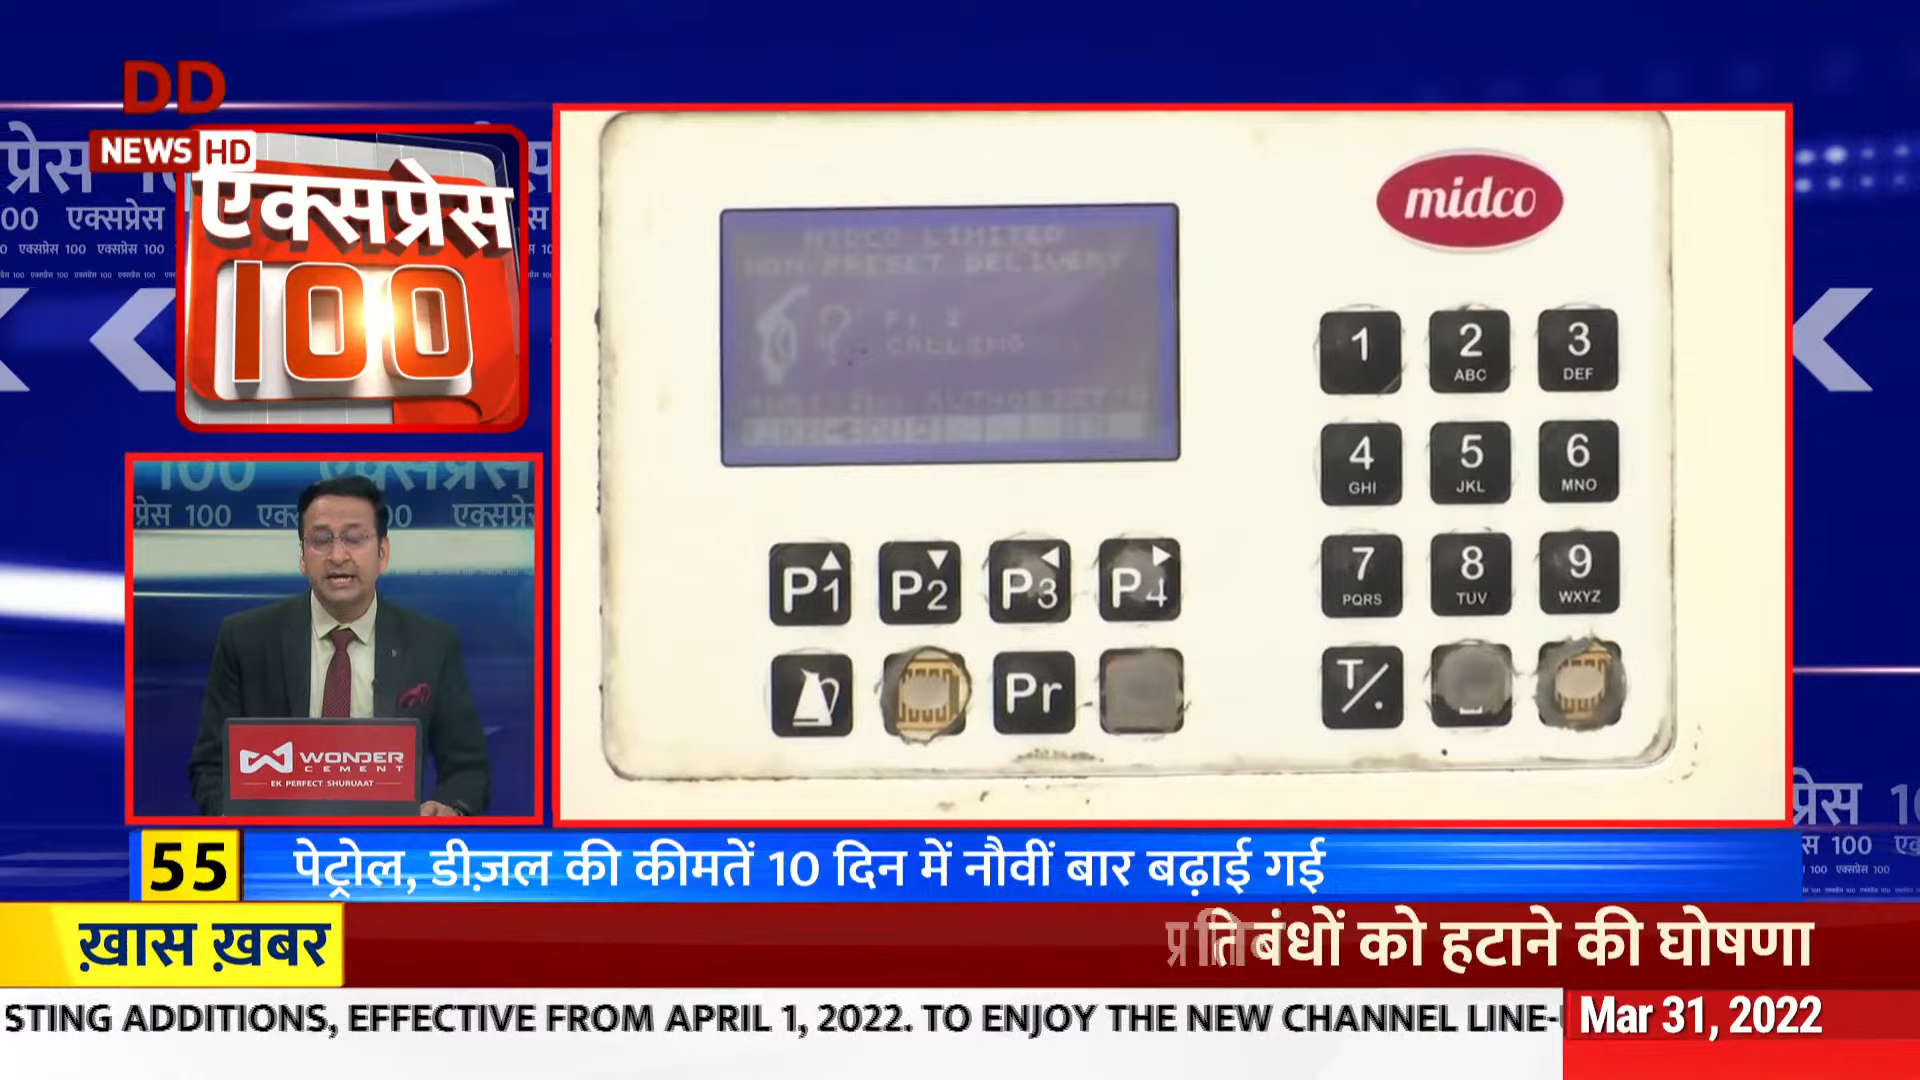 DD
NEWS HD
एक्सप्रेस
100
midco
MIDCO LIMITED
NON PRESET DELIVERY
P: 2
CALLING
1
2 ABC
3 DEF
4 GHI
5 JKL
6 MNO
7 PQRS
8 TUV
9 WXYZ
P1
P2
P3
P4
Pr
T/.
WONDER
CEMENT
EK PERFECT SHURUAAT
55 पेट्रोल, डीज़ल की कीमतें 10 दिन में नौवीं बार बढ़ाई गई
ख़ास ख़बर
प्रतिबंधों को हटाने की घोषणा
STING ADDITIONS, EFFECTIVE FROM APRIL 1, 2022. TO ENJOY THE NEW CHANNEL LINE-
Mar 31, 2022